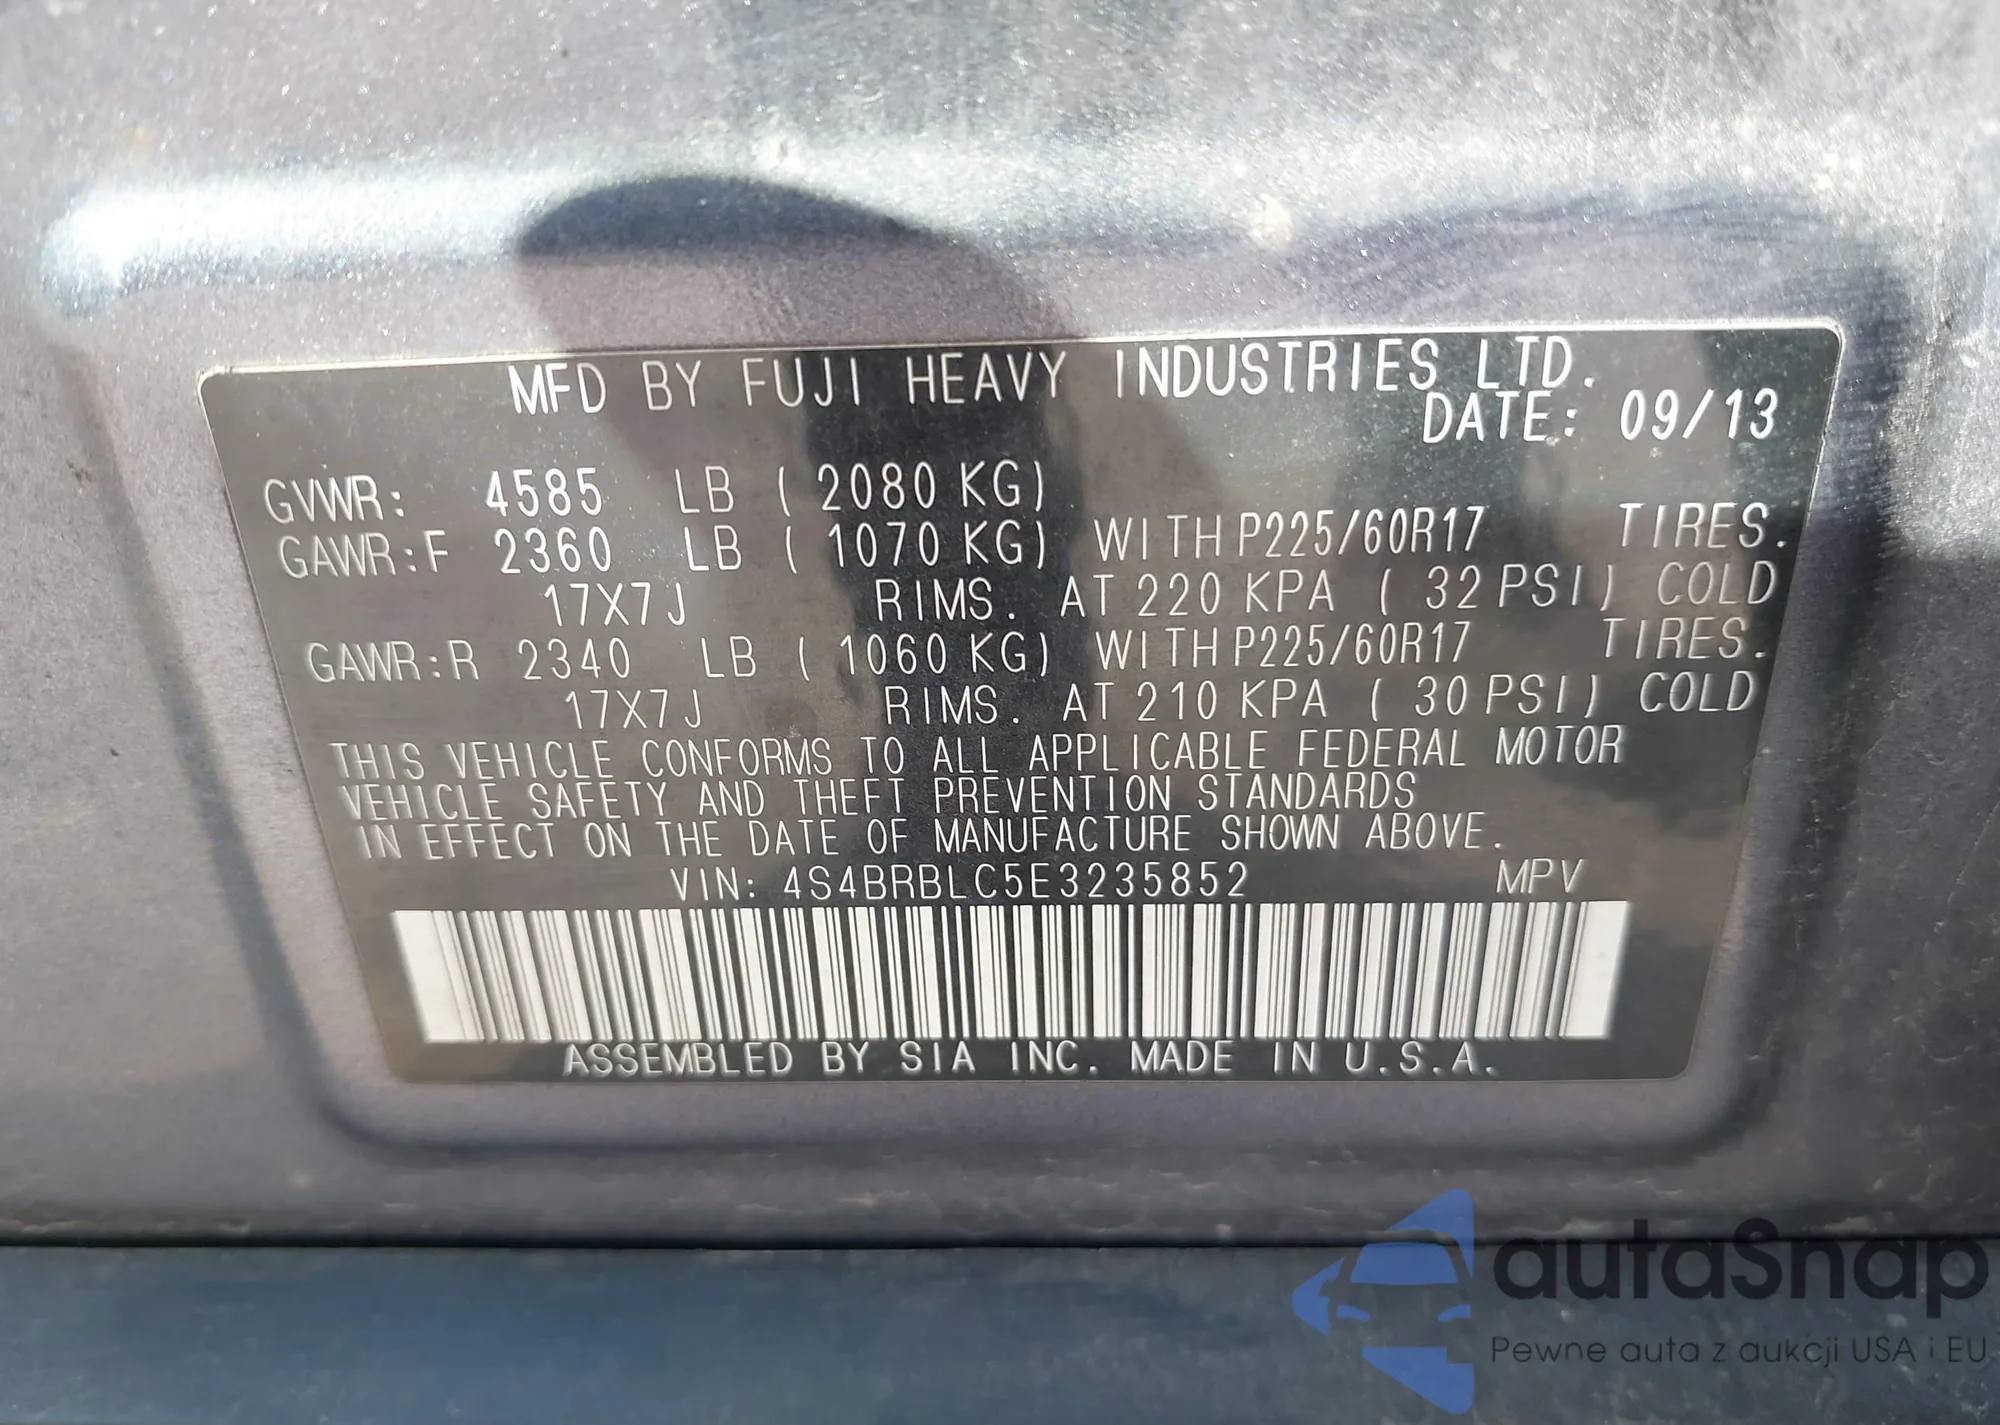 MFD BY FUJI HEAVY INDUSTRIES LTD.
DATE: 09/13
GVWR: 4585 LB ( 2080 KG)
GAWR:F 2360 LB ( 1070 KG) WITH P225/60R17 TIRES.
17X7J RIMS. AT 220 KPA ( 32 PSI) COLD
GAWR:R 2340 LB ( 1060 KG) WITH P225/60R17 TIRES.
17X7J RIMS. AT 210 KPA ( 30 PSI) COLD
THIS VEHICLE CONFORMS TO ALL APPLICABLE FEDERAL MOTOR
VEHICLE SAFETY AND THEFT PREVENTION STANDARDS
IN EFFECT ON THE DATE OF MANUFACTURE SHOWN ABOVE.
VIN: 4S4BRBLC5E3235852 MPV
ASSEMBLED BY SIA INC. MADE IN U.S.A.
autaSnap
Pewne auta z aukcji USA i EU